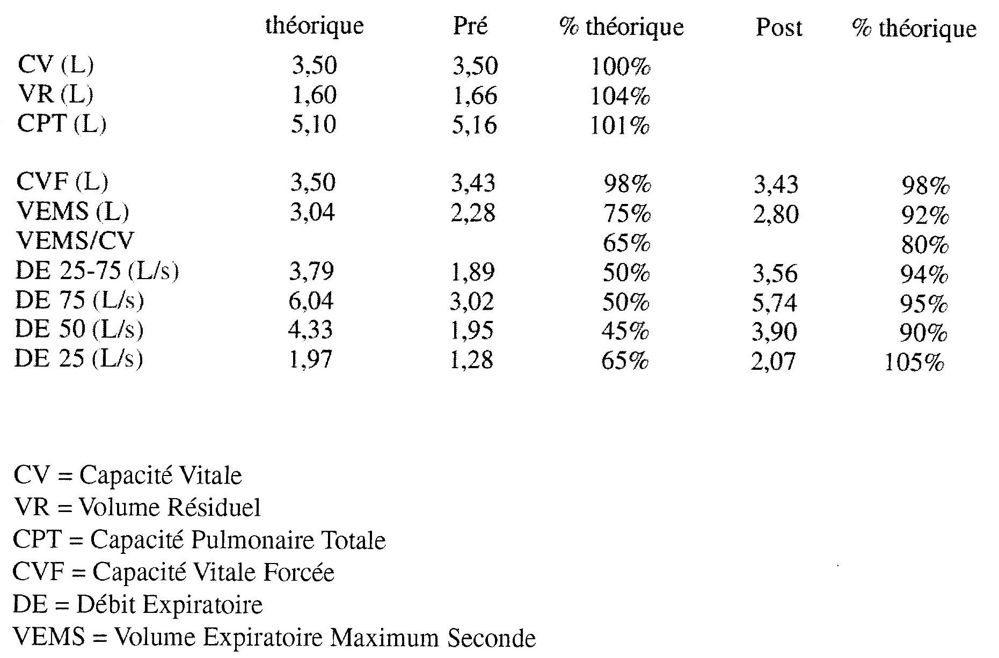 théorique Pré % théorique Post % théorique
CV (L) 3,50 3,50 100%
VR (L) 1,60 1,66 104%
CPT (L) 5,10 5,16 101%
CVF (L) 3,50 3,43 98% 3,43 98%
VEMS (L) 3,04 2,28 75% 2,80 92%
VEMS/CV 65% 80%
DE 25-75 (L/s) 3,79 1,89 50% 3,56 94%
DE 75 (L/s) 6,04 3,02 50% 5,74 95%
DE 50 (L/s) 4,33 1,95 45% 3,90 90%
DE 25 (L/s) 1,97 1,28 65% 2,07 105%
CV = Capacité Vitale
VR = Volume Résiduel
CPT = Capacité Pulmonaire Totale
CVF = Capacité Vitale Forcée
DE = Débit Expiratoire
VEMS = Volume Expiratoire Maximum Seconde